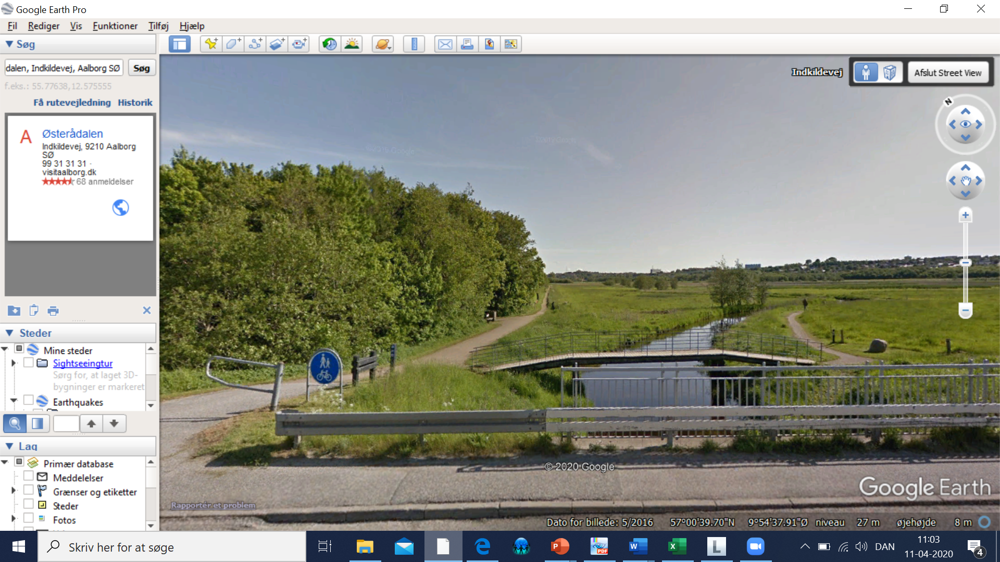 Google Earth Pro
Fil Rediger Vis Funktioner Tilføj Hjælp
Søg
dalen, Indkildevej, Aalborg SØ
Søg
f.eks.: 55.77638,12.575555
Få rutevejledning Historik
A
Østerådalen
Indkildevej, 9210 Aalborg
SØ
99 31 31 31 ·
visitaalborg.dk
68 anmeldelser
Steder
Mine steder
Sightseeingtur
Sørg for, at laget 3D-
bygninger er markeret
Earthquakes
Lag
Primær database
Meddelelser
Grænser og etiketter
Steder
Fotos
Indkildevej
Afslut Street View
N
© 2020 Google
Google Earth
Rapportér et problem
Dato for billede: 5/2016 57°00'39.70"N 9°54'37.91"Ø niveau 27 m øjehøjde 8 m
Skriv her for at søge
P
PDF
W
X
L
DAN
11:03
11-04-2020
4